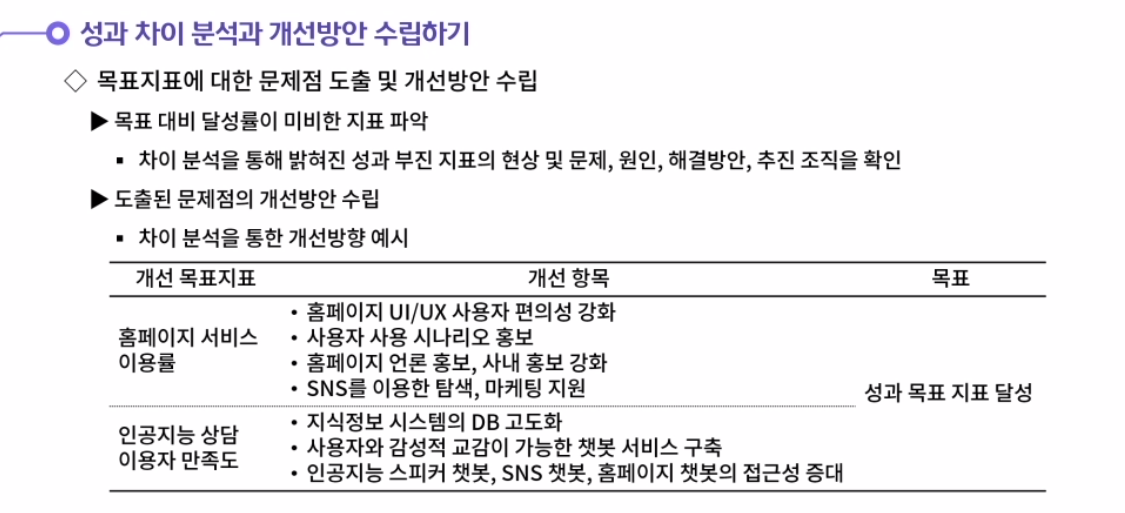 성과 차이 분석과 개선방안 수립하기
◇ 목표지표에 대한 문제점 도출 및 개선방안 수립
▶ 목표 대비 달성률이 미비한 지표 파악
▪ 차이 분석을 통해 밝혀진 성과 부진 지표의 현상 및 문제, 원인, 해결방안, 추진 조직을 확인
▶ 도출된 문제점의 개선방안 수립
▪ 차이 분석을 통한 개선방향 예시
개선 목표지표 개선 항목 목표
홈페이지 서비스
이용률
• 홈페이지 UI/UX 사용자 편의성 강화
• 사용자 사용 시나리오 홍보
• 홈페이지 언론 홍보, 사내 홍보 강화
• SNS를 이용한 탐색, 마케팅 지원
인공지능 상담
이용자 만족도
• 지식정보 시스템의 DB 고도화
• 사용자와 감성적 교감이 가능한 챗봇 서비스 구축
• 인공지능 스피커 챗봇, SNS 챗봇, 홈페이지 챗봇의 접근성 증대
성과 목표 지표 달성